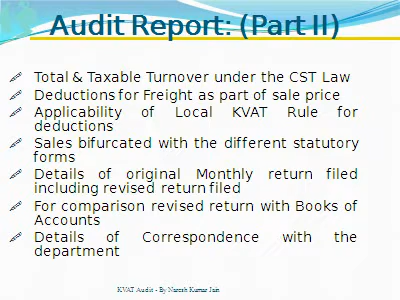 Audit Report: (Part II)
Total & Taxable Turnover under the CST Law
Deductions for Freight as part of sale price
Applicability of Local KVAT Rule for
deductions
Sales bifurcated with the different statutory
forms
Details of original Monthly return filed
including revised return filed
For comparison revised return with Books of
Accounts
Details of Correspondence with the
department
KVAT Audit - By Naresh Kumar Jain